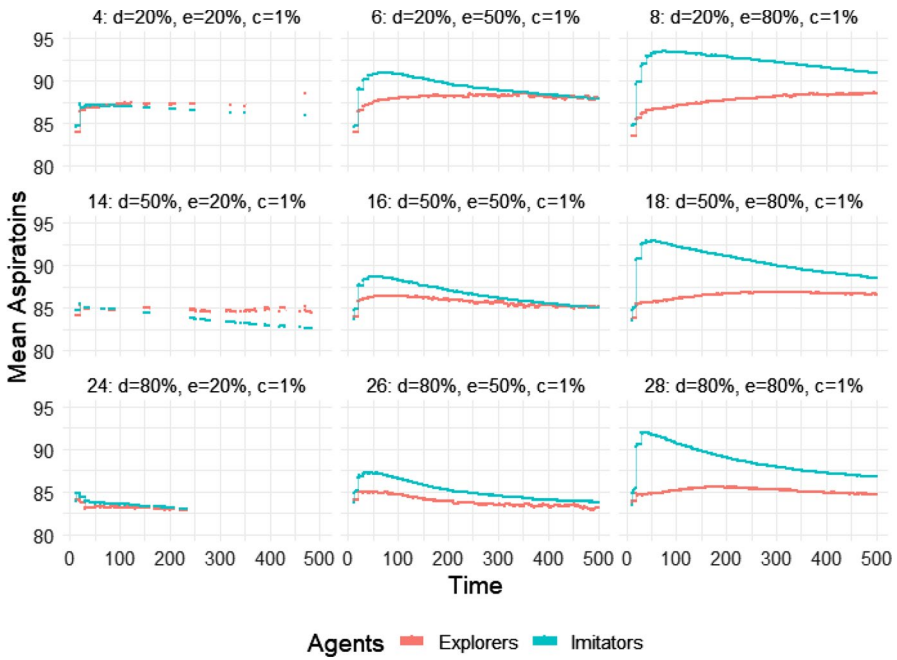 4: d=20%, e=20%, c=1% 6: d=20%, e=50%, c=1% 8: d=20%, e=80%, c=1%
95
90
85
80
14: d=50%, e=20%, c=1% 16: d=50%, e=50%, c=1% 18: d=50%, e=80%, c=1%
95
90
85
80
24: d=80%, e=20%, c=1% 26: d=80%, e=50%, c=1% 28: d=80%, e=80%, c=1%
95
90
85
80
Mean Aspiratoins
0 100 200 300 400 500 0 100 200 300 400 500 0 100 200 300 400 500
Time
Agents Explorers Imitators